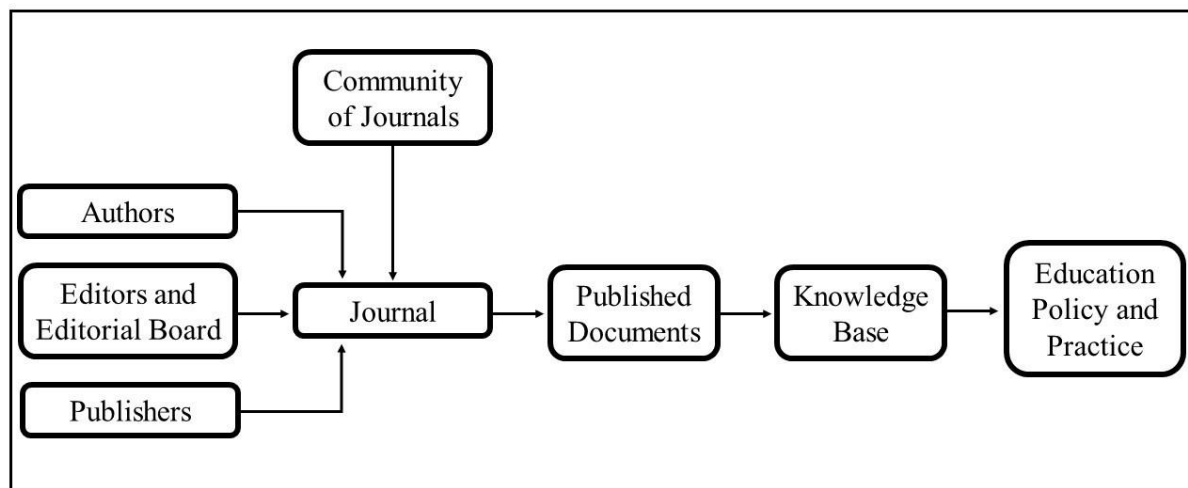 Community
of Journals
Authors
Editors and
Editorial Board
Publishers
Journal
Published
Documents
Knowledge
Base
Education
Policy and
Practice